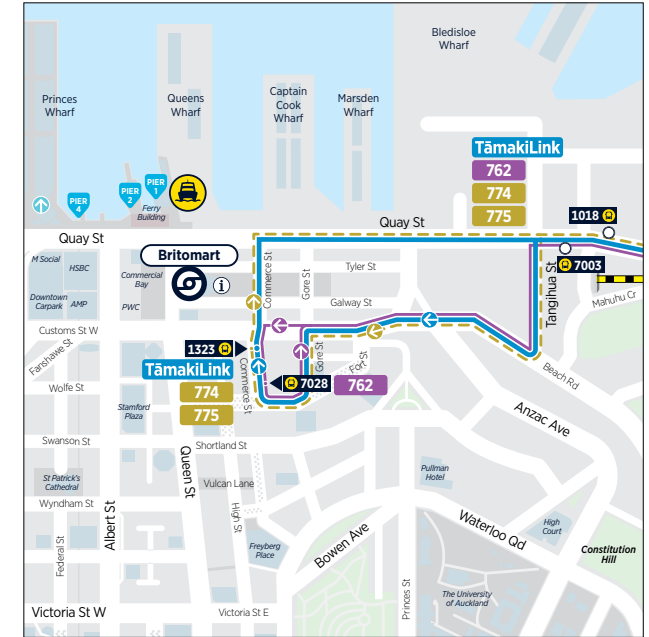 Bledisloe
Wharf
Princes
Wharf
Queens
Wharf
Captain
Cook
Wharf
Marsden
Wharf
TāmakiLink
762
774
775
PIER
4
PIER
2
PIER
1
Ferry
Building
1018
7003
Quay St
Quay St
Britomart
i
M Social
HSBC
Commercial
Bay
Downtown
Carpark
AMP
PWC
Commerce St
Gore St
Tyler St
Galway St
Tangihua St
Mahuhu Cr
Customs St W
Fanshawe St
1323
TāmakiLink
774
775
Commerce St
Gore St
Fort St
7028
762
Beach Rd
Wolfe St
Stamford
Plaza
Anzac Ave
Swanson St
Queen St
Shortland St
St Patrick's
Cathedral
Vulcan Lane
Pullman
Hotel
Wyndham St
Albert St
High St
Federal St
Freyberg
Place
Bowen Ave
Waterloo Qd
High
Court
Constitution
Hill
Princes St
The University
of Auckland
Victoria St W
Victoria St E